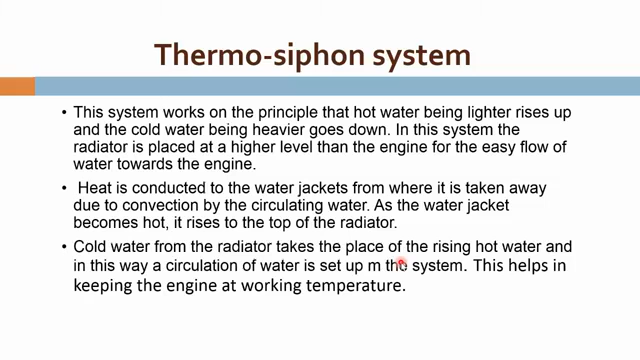 Thermo-siphon system
• This system works on the principle that hot water being lighter rises up
and the cold water being heavier goes down. In this system the
radiator is placed at a higher level than the engine for the easy flow of
water towards the engine.
• Heat is conducted to the water jackets from where it is taken away
due to convection by the circulating water. As the water jacket
becomes hot, it rises to the top of the radiator.
• Cold water from the radiator takes the place of the rising hot water and
in this way a circulation of water is set up m the system. This helps in
keeping the engine at working temperature.